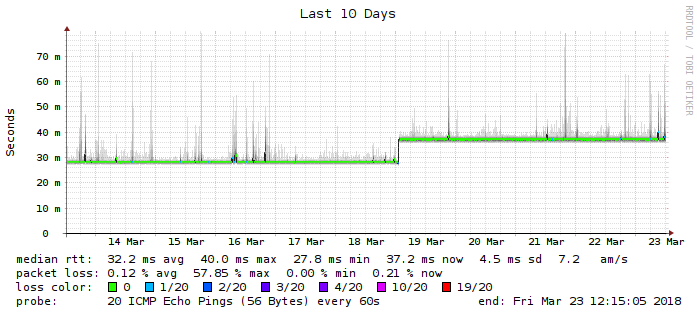 Last 10 Days
RRDTOOL / TOBI OETIKER
Seconds
70 m
60 m
50 m
40 m
30 m
20 m
10 m
0
14 Mar 15 Mar 16 Mar 17 Mar 18 Mar 19 Mar 20 Mar 21 Mar 22 Mar 23 Mar
median rtt: 32.2 ms avg 40.0 ms max 27.8 ms min 37.2 ms now 4.5 ms sd 7.2 am/s
packet loss: 0.12 % avg 57.85 % max 0.00 % min 0.21 % now
loss color: 0 1/20 2/20 3/20 4/20 10/20 19/20
probe: 20 ICMP Echo Pings (56 Bytes) every 60s end: Fri Mar 23 12:15:05 2018